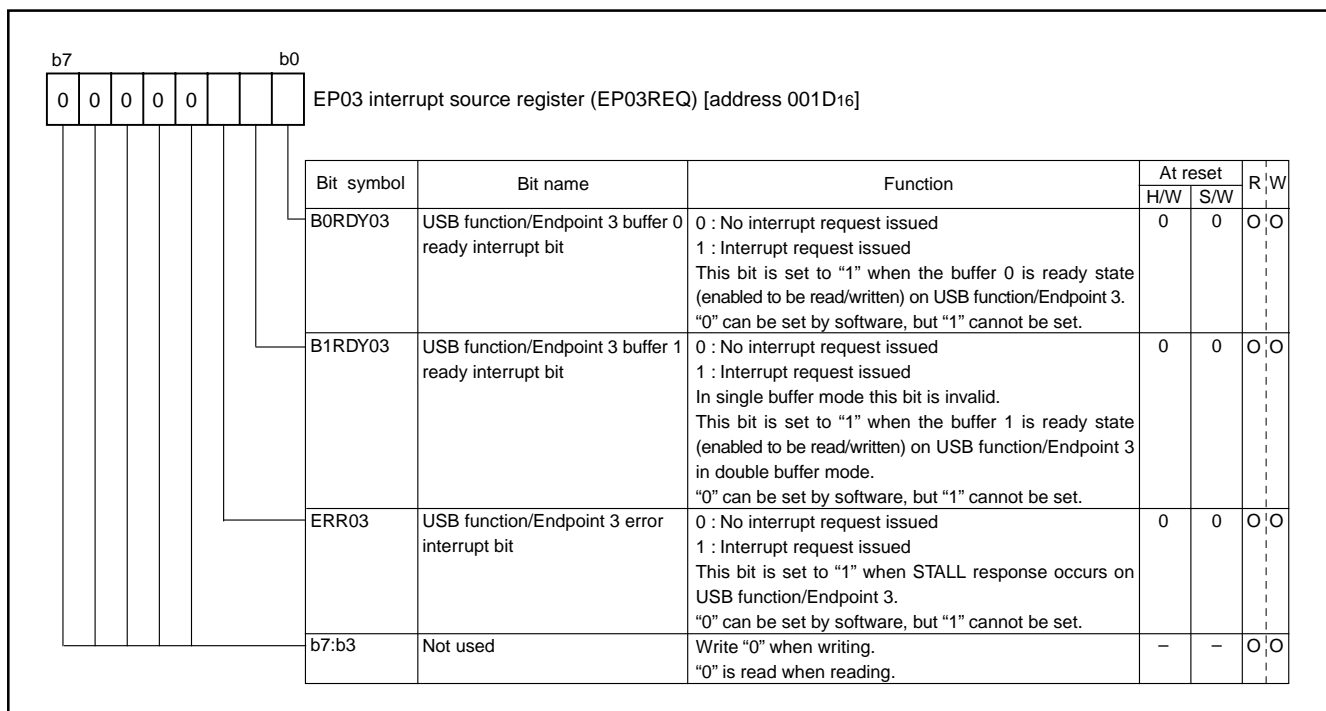 b7 b0
0 0 0 0 0 EP03 interrupt source register (EP03REQ) [address 001D16]
Bit symbol Bit name Function At reset R W
H/W S/W
B0RDY03 USB function/Endpoint 3 buffer 0 0 : No interrupt request issued 0 0 O O
ready interrupt bit 1 : Interrupt request issued
This bit is set to “1” when the buffer 0 is ready state
(enabled to be read/written) on USB function/Endpoint 3.
“0” can be set by software, but “1” cannot be set.
B1RDY03 USB function/Endpoint 3 buffer 1 0 : No interrupt request issued 0 0 O O
ready interrupt bit 1 : Interrupt request issued
In single buffer mode this bit is invalid.
This bit is set to “1” when the buffer 1 is ready state
(enabled to be read/written) on USB function/Endpoint 3
in double buffer mode.
“0” can be set by software, but “1” cannot be set.
ERR03 USB function/Endpoint 3 error 0 : No interrupt request issued 0 0 O O
interrupt bit 1 : Interrupt request issued
This bit is set to “1” when STALL response occurs on
USB function/Endpoint 3.
“0” can be set by software, but “1” cannot be set.
b7:b3 Not used Write “0” when writing. – – O O
“0” is read when reading.